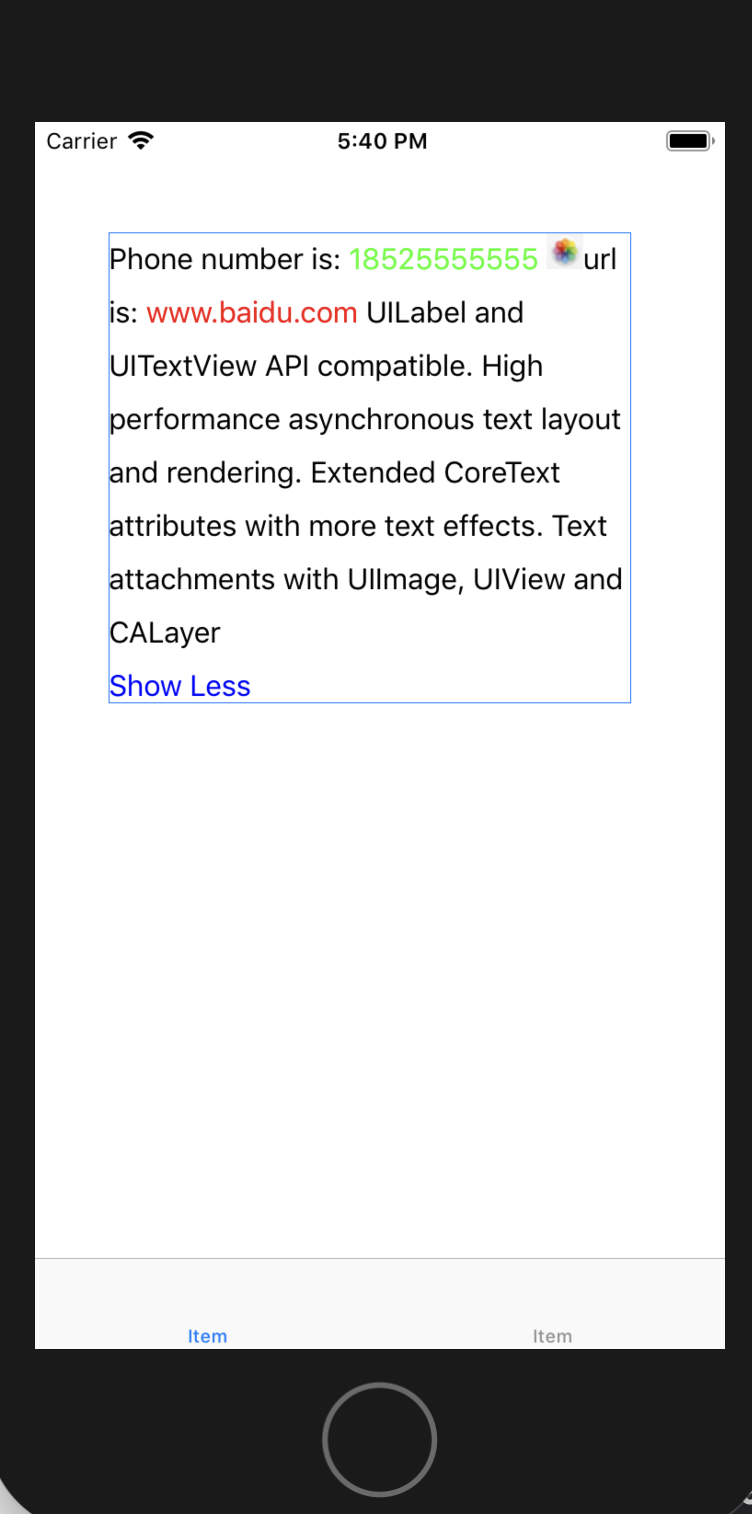 Carrier 5:40 PM
Phone number is: 18525555555 url
is: www.baidu.com UILabel and
UITextView API compatible. High
performance asynchronous text layout
and rendering. Extended CoreText
attributes with more text effects. Text
attachments with UIImage, UIView and
CALayer
Show Less
Item Item